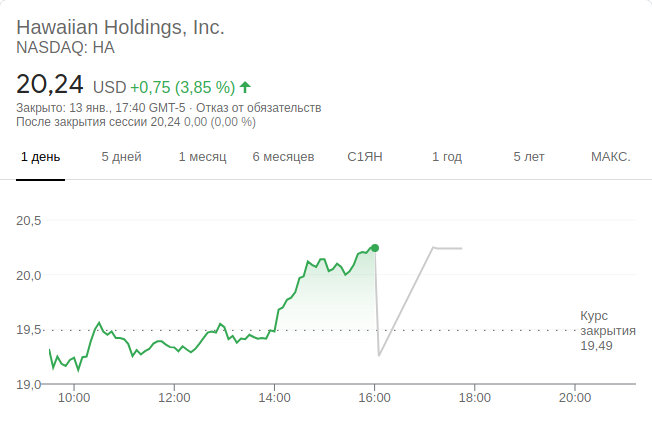 Hawaiian Holdings, Inc.
NASDAQ: HA
20,24 USD +0,75 (3,85 %)
Закрыто: 13 янв., 17:40 GMT-5 · Отказ от обязательств
После закрытия сессии 20,24 0,00 (0,00 %)
1 день 5 дней 1 месяц 6 месяцев С1ЯН 1 год 5 лет МАКС.
20,5
20,0
19,5
Курс
закрытия
19,49
19,0
10:00 12:00 14:00 16:00 18:00 20:00